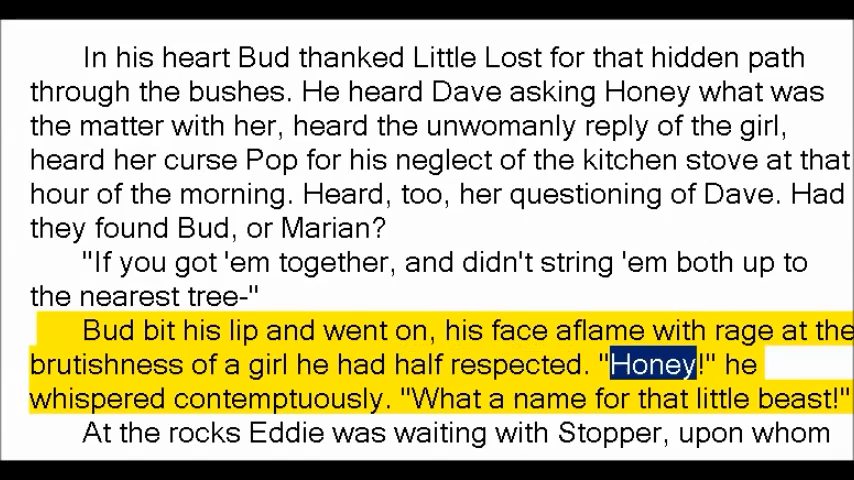 In his heart Bud thanked Little Lost for that hidden path
through the bushes. He heard Dave asking Honey what was
the matter with her, heard the unwomanly reply of the girl,
heard her curse Pop for his neglect of the kitchen stove at that
hour of the morning. Heard, too, her questioning of Dave. Had
they found Bud, or Marian?
"If you got 'em together, and didn't string 'em both up to
the nearest tree-"
Bud bit his lip and went on, his face aflame with rage at the
brutishness of a girl he had half respected. "Honey!" he
whispered contemptuously. "What a name for that little beast!"
At the rocks Eddie was waiting with Stopper, upon whom